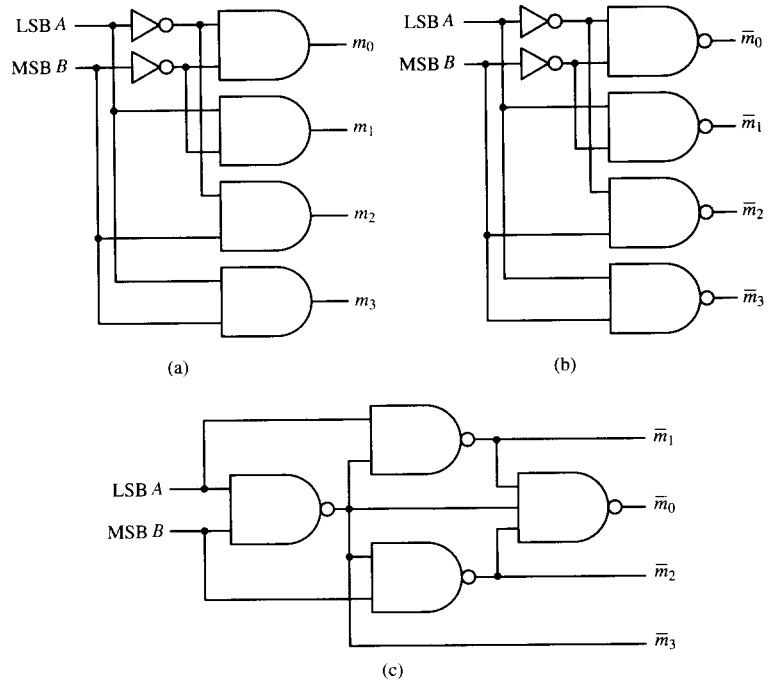 LSB A
MSB B
m₀
m₁
m₂
m₃
(a)
LSB A
MSB B
m̅₀
m̅₁
m̅₂
m̅₃
(b)
LSB A
MSB B
m̅₁
m̅₀
m̅₂
m̅₃
(c)